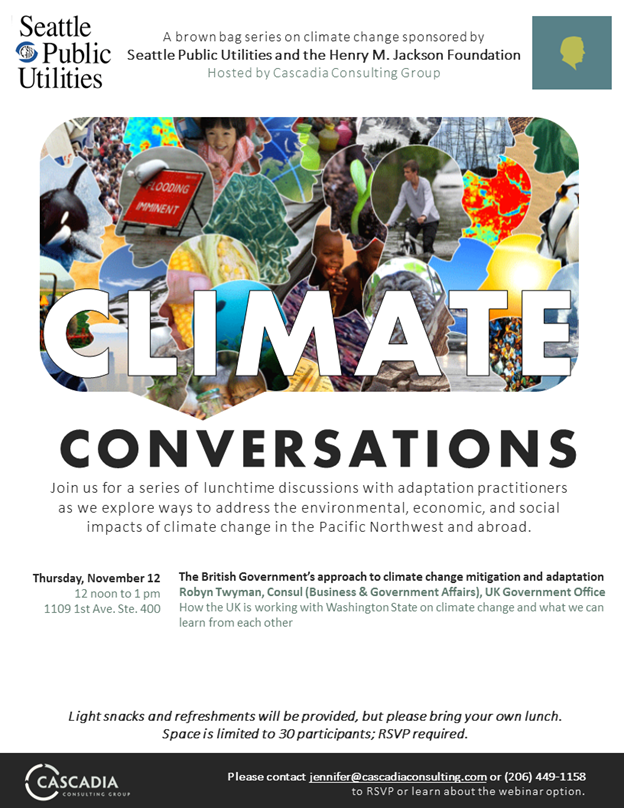 Seattle
Public
Utilities
A brown bag series on climate change sponsored by
Seattle Public Utilities and the Henry M. Jackson Foundation
Hosted by Cascadia Consulting Group
FLOODING
IMMINENT
CLIMATE
CONVERSATIONS
Join us for a series of lunchtime discussions with adaptation practitioners
as we explore ways to address the environmental, economic, and social
impacts of climate change in the Pacific Northwest and abroad.
Thursday, November 12
12 noon to 1 pm
1109 1st Ave. Ste. 400
The British Government's approach to climate change mitigation and adaptation
Robyn Twyman, Consul (Business & Government Affairs), UK Government Office
How the UK is working with Washington State on climate change and what we can
learn from each other
Light snacks and refreshments will be provided, but please bring your own lunch.
Space is limited to 30 participants; RSVP required.
CASCADIA
CONSULTING GROUP
Please contact jennifer@cascadiaconsulting.com or (206) 449-1158
to RSVP or learn about the webinar option.